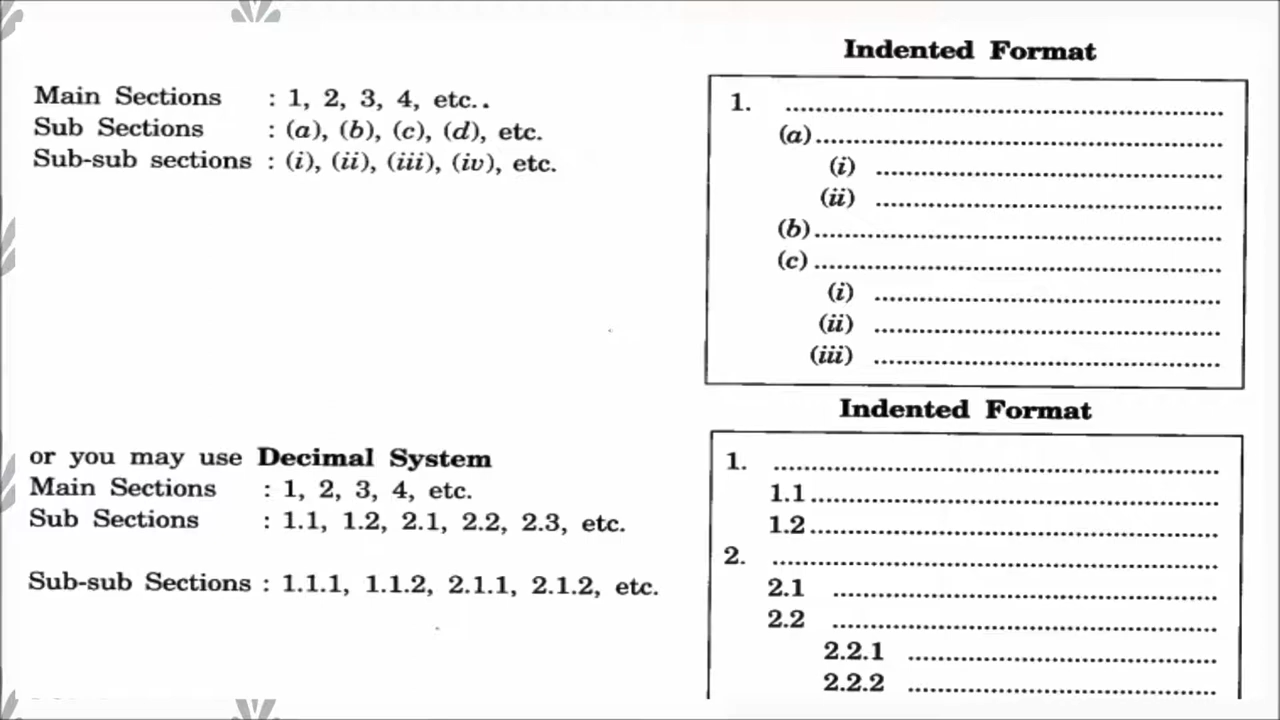 Main Sections : 1, 2, 3, 4, etc..
Sub Sections : (a), (b), (c), (d), etc.
Sub-sub sections : (i), (ii), (iii), (iv), etc.
Indented Format
1. ............................................................
(a)............................................................
(i) ............................................................
(ii) ............................................................
(b)............................................................
(c) ............................................................
(i) ............................................................
(ii) ............................................................
(iii) ............................................................
or you may use Decimal System
Main Sections : 1, 2, 3, 4, etc.
Sub Sections : 1.1, 1.2, 2.1, 2.2, 2.3, etc.
Sub-sub Sections : 1.1.1, 1.1.2, 2.1.1, 2.1.2, etc.
Indented Format
1. ............................................................
1.1............................................................
1.2............................................................
2. ............................................................
2.1 ............................................................
2.2 ............................................................
2.2.1 ............................................................
2.2.2 ............................................................